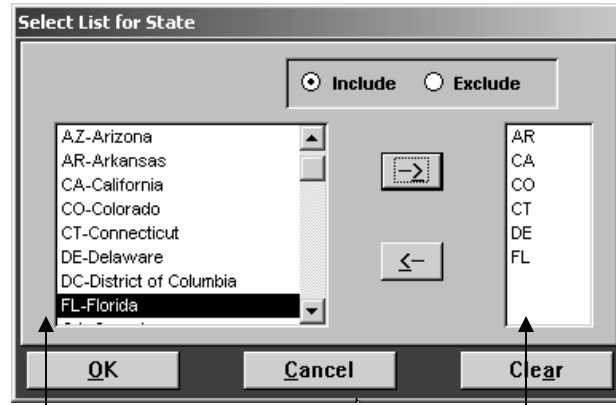 Select List for State
Include Exclude
AZ-Arizona
AR-Arkansas
CA-California
CO-Colorado
CT-Connecticut
DE-Delaware
DC-District of Columbia
FL-Florida
->
<-
AR
CA
CO
CT
DE
FL
OK Cancel Clear